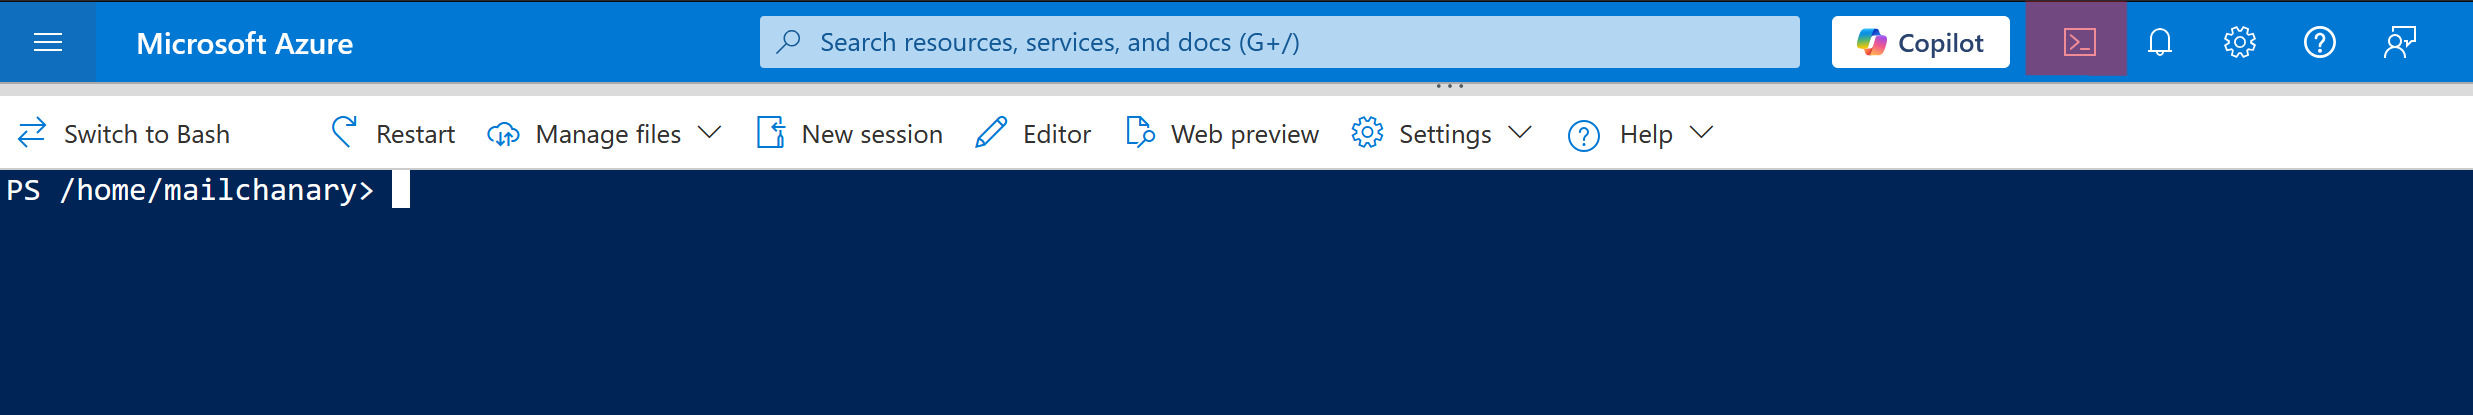 Microsoft Azure
Search resources, services, and docs (G+/)
Copilot
Switch to Bash
Restart
Manage files
New session
Editor
Web preview
Settings
Help
PS /home/mailchanary>